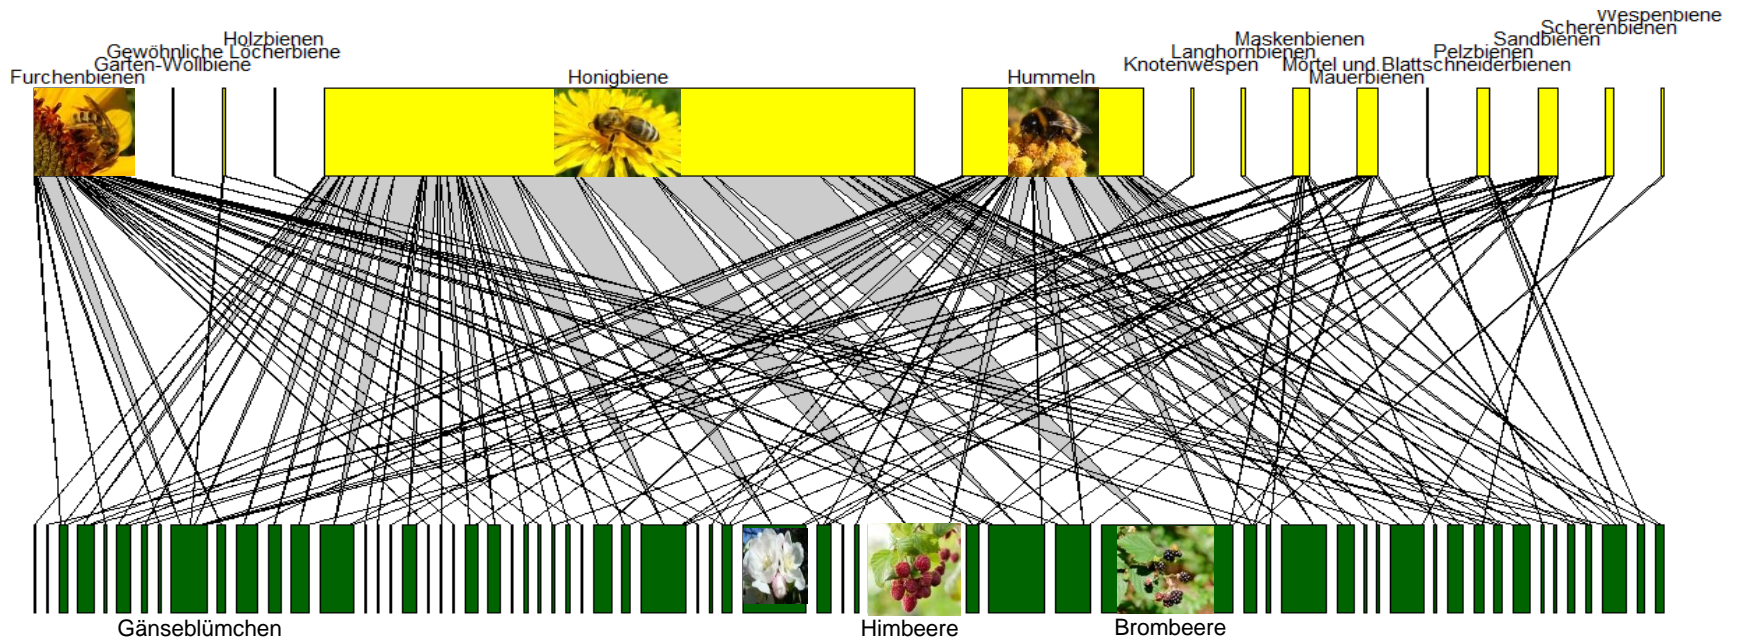 Wespenbiene
Scherenbienen
Holzbienen
Maskenbienen
Sandbienen
Gewöhnliche Löcherbiene
Langhornbienen
Pelzbienen
Garten-Wollbiene
Knotenwespen
Mörtel und Blattschneiderbienen
Furchenbienen
Honigbiene
Hummeln
Mauerbienen
Gänseblümchen
Himbeere
Brombeere